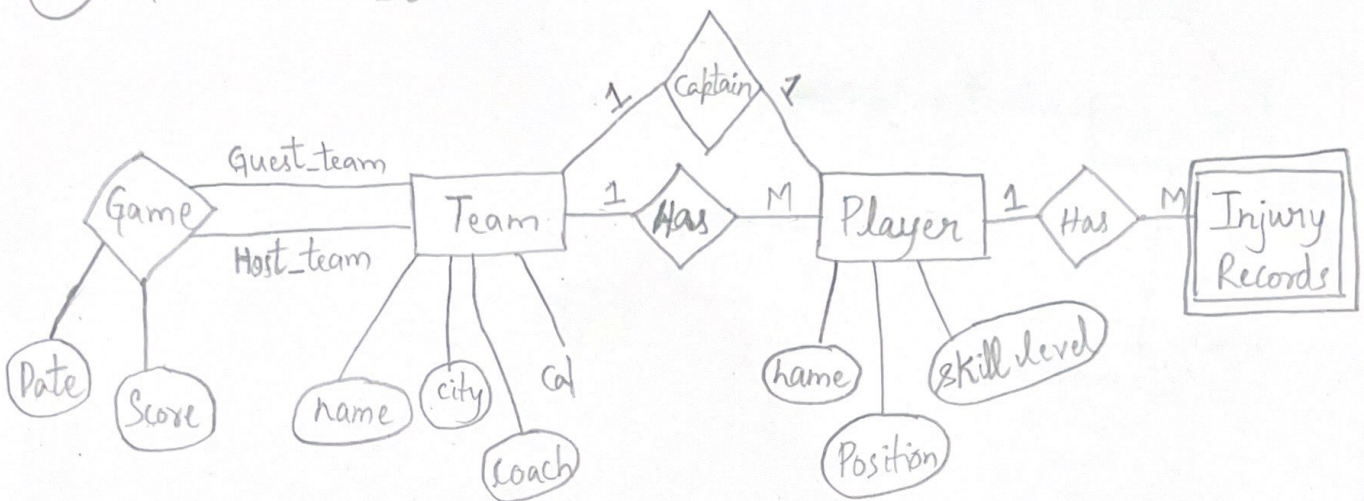 Captain
1
1
Guest_team
Game
Team
1
Has
M
Player
1
Has
M
Injury
Records
Host_team
Date
Score
name
city
coach
Cal
name
Position
skill level